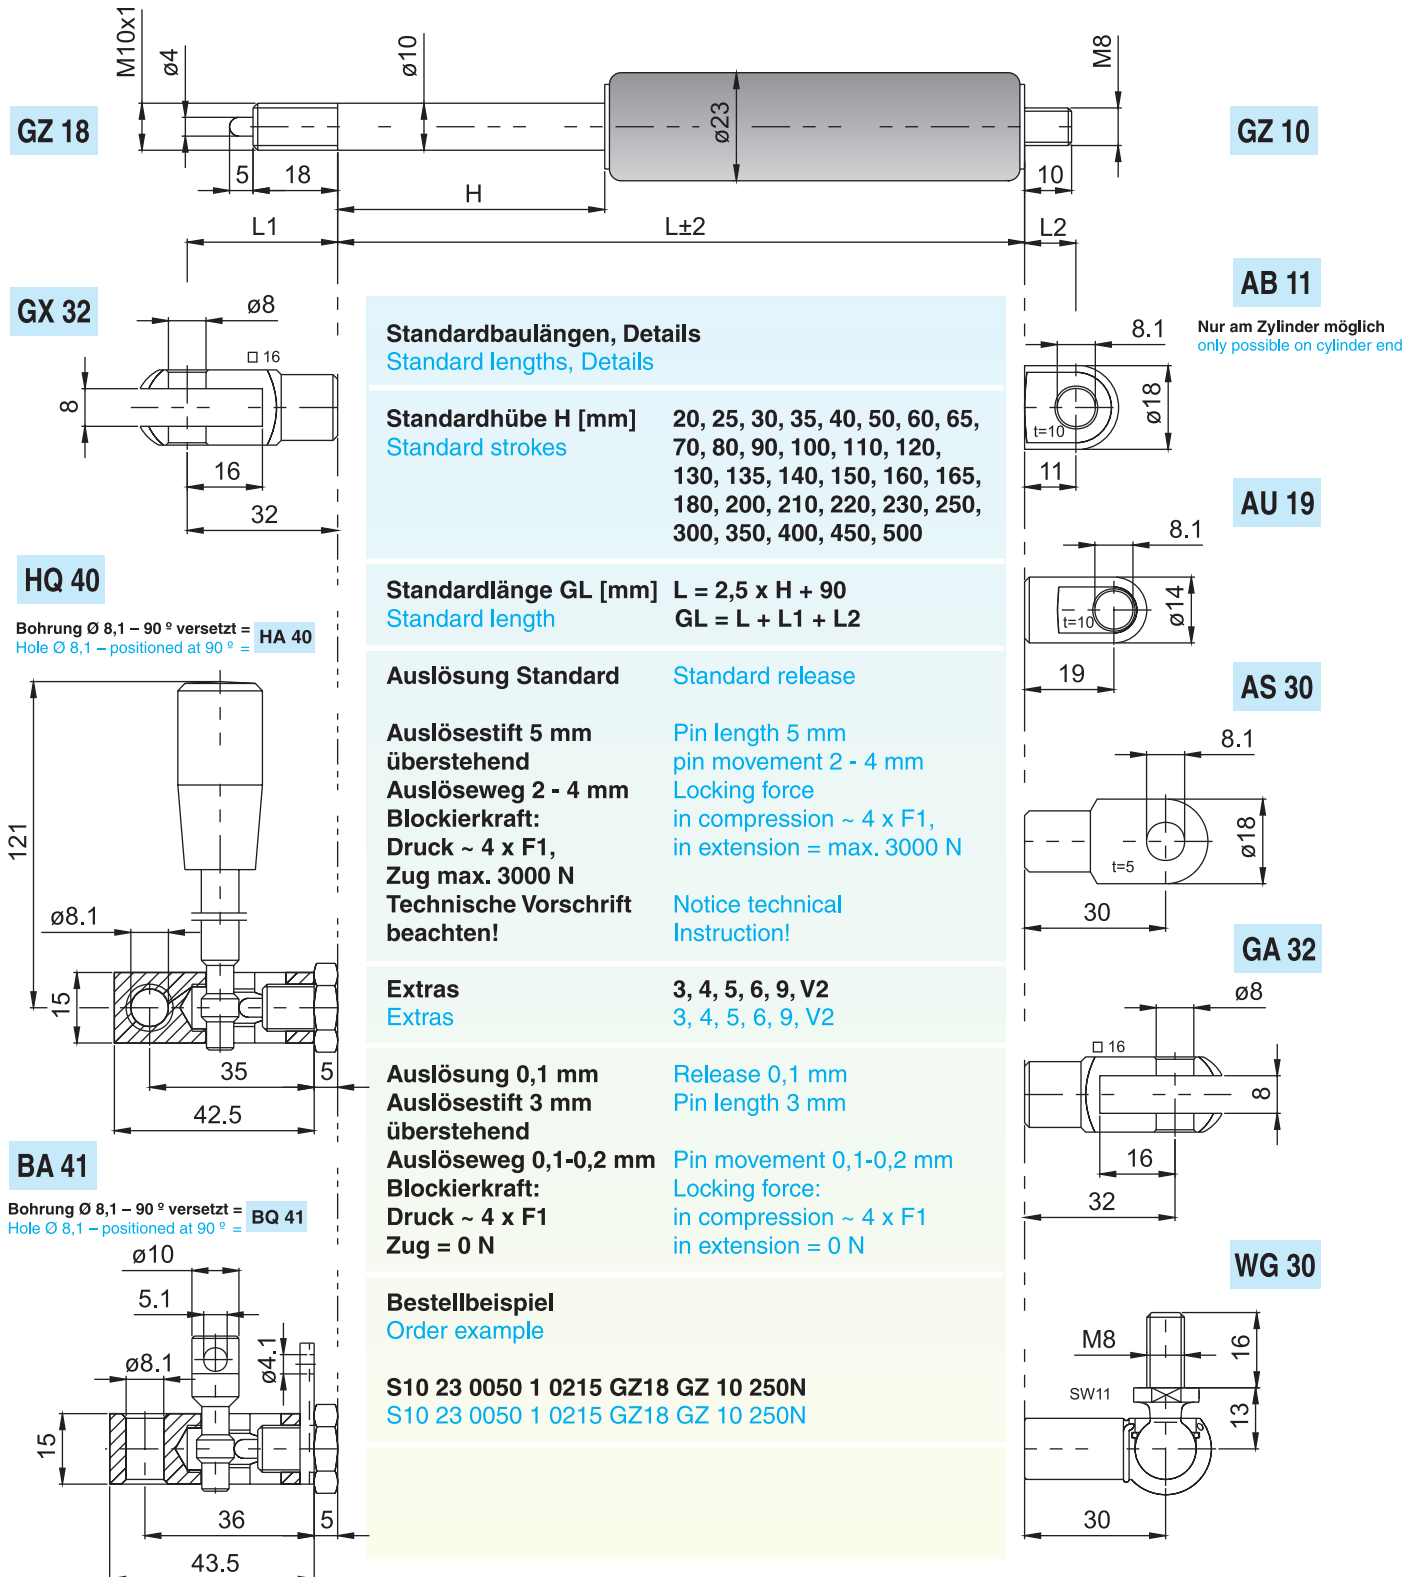 M10x1
ø4
ø10
ø23
M8
GZ 18
GZ 10
5
18
10
H
L1
L±2
L2
GX 32
ø8
□ 16
8
16
32
AB 11
Nur am Zylinder möglich
only possible on cylinder end
8.1
ø18
t=10
11
Standardbaulängen, Details
Standard lengths, Details
Standardhübe H [mm]
Standard strokes
20, 25, 30, 35, 40, 50, 60, 65,
70, 80, 90, 100, 110, 120,
130, 135, 140, 150, 160, 165,
180, 200, 210, 220, 230, 250,
300, 350, 400, 450, 500
AU 19
8.1
ø14
t=10
19
Standardlänge GL [mm] L = 2,5 x H + 90
Standard length GL = L + L1 + L2
HQ 40
Bohrung Ø 8,1 – 90 º versetzt =
Hole Ø 8,1 – positioned at 90 º =
HA 40
121
ø8.1
15
35
5
42.5
Auslösung Standard Standard release
Auslösestift 5 mm Pin length 5 mm
überstehend pin movement 2 - 4 mm
Auslöseweg 2 - 4 mm Locking force
Blockierkraft: in compression ~ 4 x F1,
Druck ~ 4 x F1, in extension = max. 3000 N
Zug max. 3000 N
Technische Vorschrift Notice technical
beachten! Instruction!
AS 30
8.1
ø18
t=5
30
Extras 3, 4, 5, 6, 9, V2
Extras 3, 4, 5, 6, 9, V2
GA 32
ø8
□ 16
8
16
32
Auslösung 0,1 mm Release 0,1 mm
Auslösestift 3 mm Pin length 3 mm
überstehend
Auslöseweg 0,1-0,2 mm Pin movement 0,1-0,2 mm
Blockierkraft: Locking force:
Druck ~ 4 x F1 in compression ~ 4 x F1
Zug = 0 N in extension = 0 N
BA 41
Bohrung Ø 8,1 – 90 º versetzt =
Hole Ø 8,1 – positioned at 90 º =
BQ 41
ø10
5.1
ø4.1
ø8.1
15
36
5
43.5
Bestellbeispiel
Order example
S10 23 0050 1 0215 GZ18 GZ 10 250N
S10 23 0050 1 0215 GZ18 GZ 10 250N
WG 30
M8
16
SW11
13
30